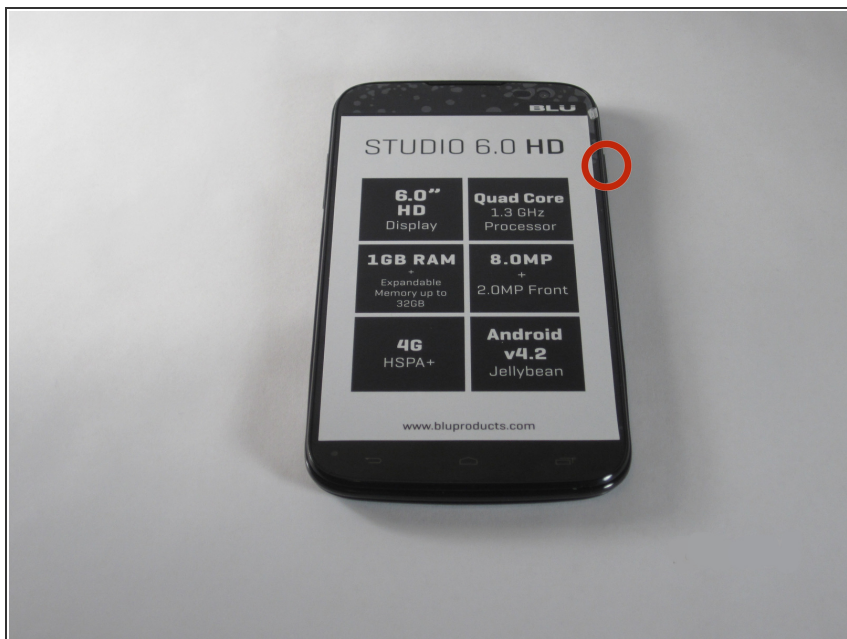 BLU
STUDIO 6.0 HD
6.0"
HD
Display
Quad Core
1.3 GHz
Processor
1GB RAM
+
Expandable
Memory up to
32GB
8.0MP
+
2.0MP Front
4G
HSPA+
Android
v4.2
Jellybean
www.bluproducts.com